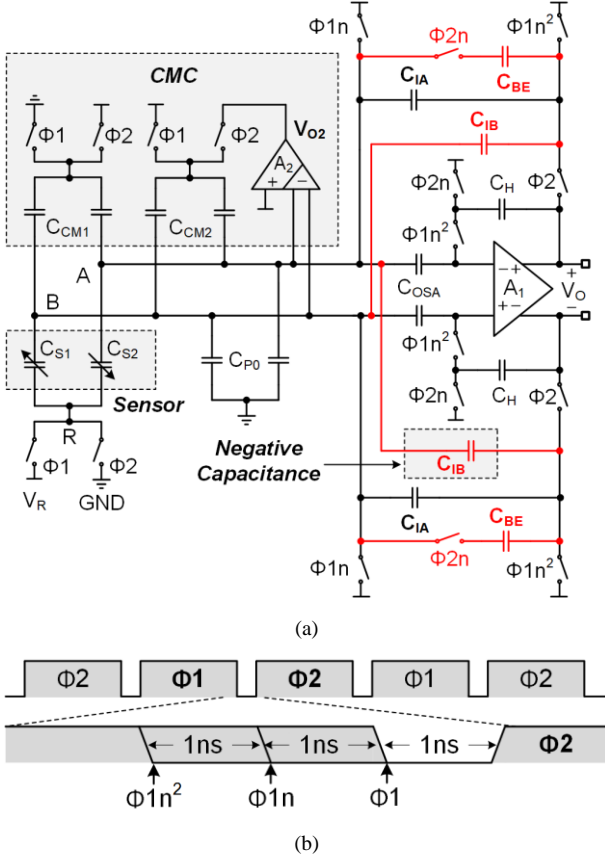 Φ1n
Φ1n²
Φ2n
CMC
C_BE
C_IA
Φ1
Φ2
Φ1
Φ2
V_O2
C_IB
A₂
+
−
Φ2n
C_H
Φ2
C_CM1
C_CM2
Φ1n²
A
−+
+
C_OSA
A₁
V_O
B
+−
−
C_S1
C_S2
C_P0
Φ1n²
C_H
Φ2n
Φ2
Sensor
R
Negative
Capacitance
C_IB
Φ1
Φ2
V_R
GND
C_IA
C_BE
Φ2n
Φ1n
Φ1n²
(a)
Φ2
Φ1
Φ2
Φ1
Φ2
1ns
1ns
1ns
Φ2
Φ1n²
Φ1n
Φ1
(b)